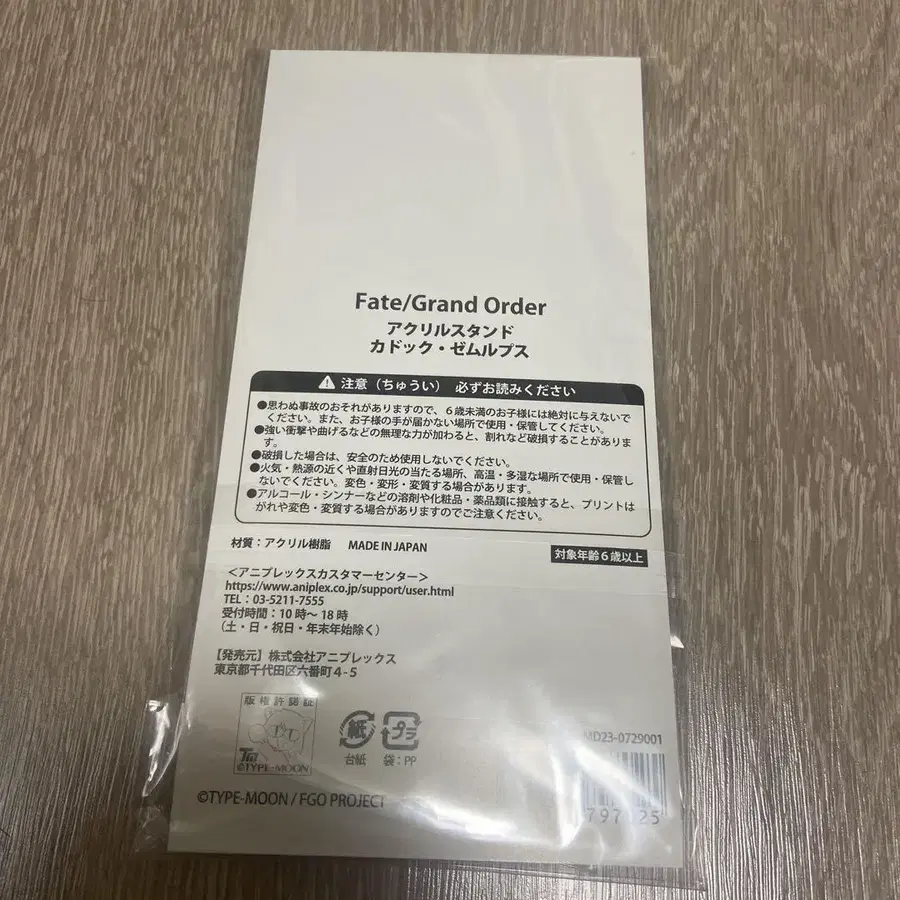 Fate/Grand Order
アクリルスタンド
カドック・ゼムルプス
注意（ちゅうい） 必ずお読みください
●思わぬ事故のおそれがありますので、６歳未満のお子様には絶対に与えないで
ください。また、お子様の手が届かない場所で使用・保管してください。
●強い衝撃や曲げるなどの無理な力が加わると、割れなど破損することがありま
す。
●破損した場合は、安全のため使用しないでください。
●火気・熱源の近くや直射日光の当たる場所、高温・多湿な場所で使用・保管し
ないでください。変色・変形・変質する場合があります。
●アルコール・シンナーなどの溶剤や化粧品・薬品類に接触すると、プリントは
がれや変色・変質する場合がありますのでご注意ください。
材質：アクリル樹脂 MADE IN JAPAN
対象年齢６歳以上
＜アニプレックスカスタマーセンター＞
https://www.aniplex.co.jp/support/user.html
TEL：03-5211-7555
受付時間：10時～18時
（土・日・祝日・年末年始除く）
【発売元】株式会社アニプレックス
東京都千代田区六番町４-５
版権許諾証
TM
©TYPE-MOON
紙
台紙
プラ
袋：PP
MD23-0729001
©TYPE-MOON / FGO PROJECT